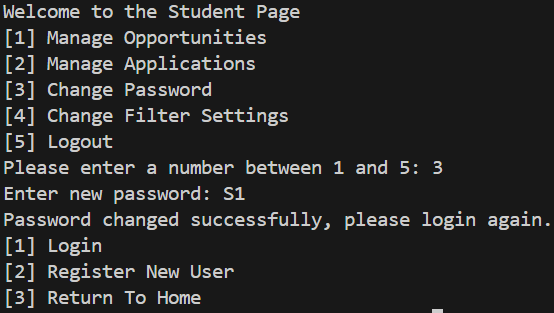 Welcome to the Student Page
[1] Manage Opportunities
[2] Manage Applications
[3] Change Password
[4] Change Filter Settings
[5] Logout
Please enter a number between 1 and 5: 3
Enter new password: S1
Password changed successfully, please login again.
[1] Login
[2] Register New User
[3] Return To Home